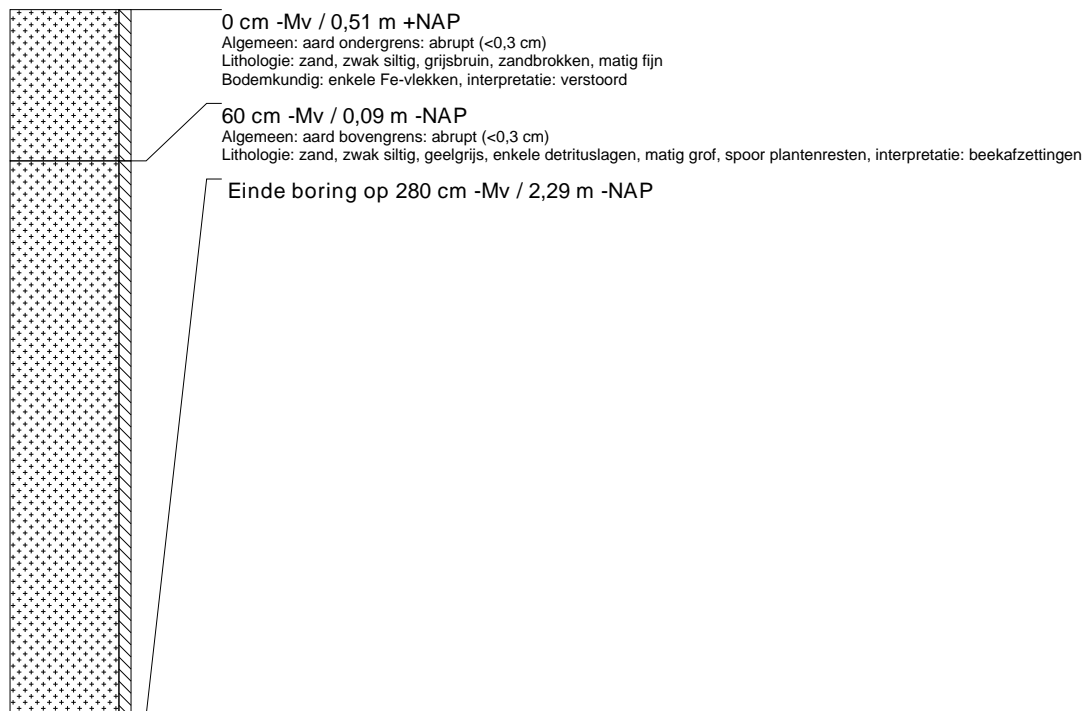 0 cm -Mv / 0,51 m +NAP
Algemeen: aard ondergrens: abrupt (<0,3 cm)
Lithologie: zand, zwak siltig, grijsbruin, zandbrokken, matig fijn
Bodemkundig: enkele Fe-vlekken, interpretatie: verstoord
60 cm -Mv / 0,09 m -NAP
Algemeen: aard bovengrens: abrupt (<0,3 cm)
Lithologie: zand, zwak siltig, geelgrijs, enkele detrituslagen, matig grof, spoor plantenresten, interpretatie: beekafzettingen
Einde boring op 280 cm -Mv / 2,29 m -NAP